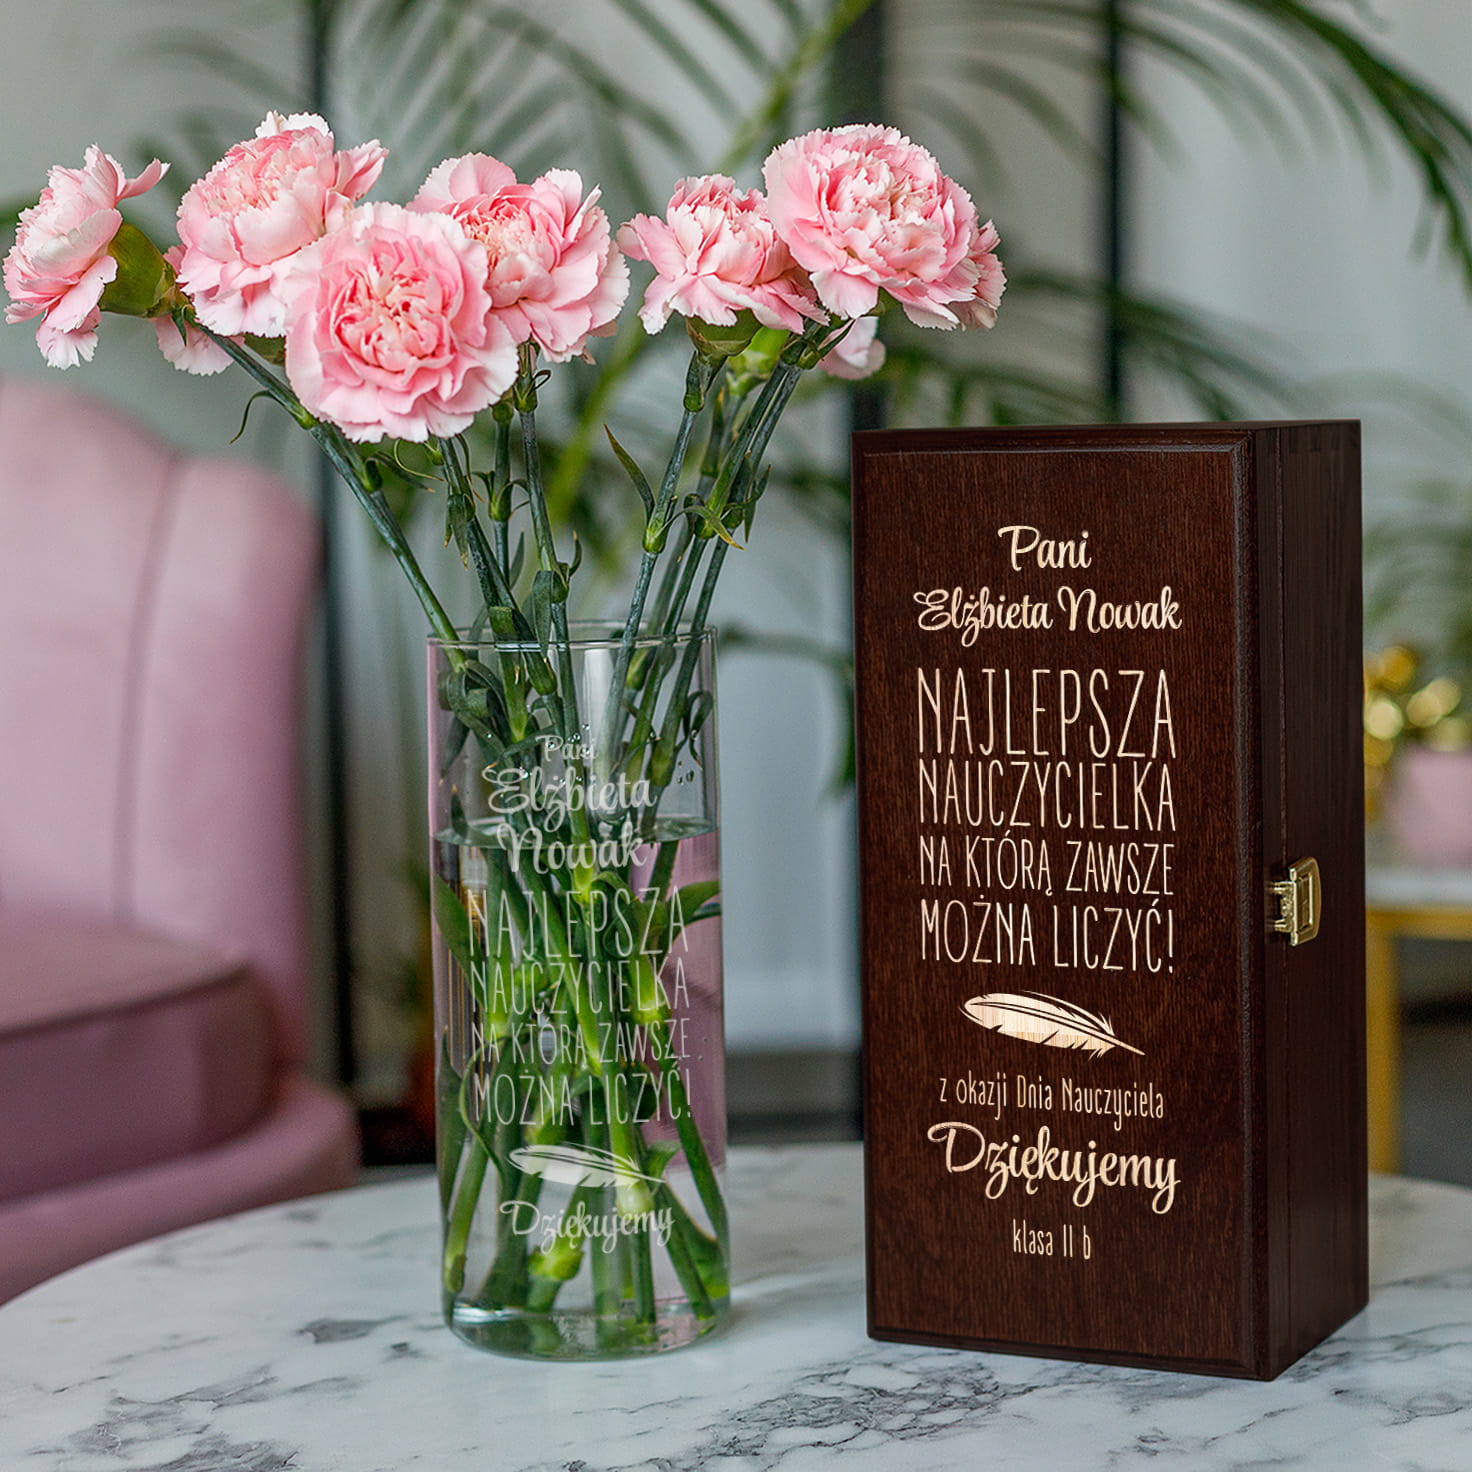 Pani
Elżbieta
Nowak
NAJLEPSZA
NAUCZYCIELKA
NA KTÓRĄ ZAWSZE
MOŻNA LICZYĆ!
Dziękujemy
Pani
Elżbieta Nowak
NAJLEPSZA
NAUCZYCIELKA
NA KTÓRĄ ZAWSZE
MOŻNA LICZYĆ!
z okazji Dnia Nauczyciela
Dziękujemy
klasa II b